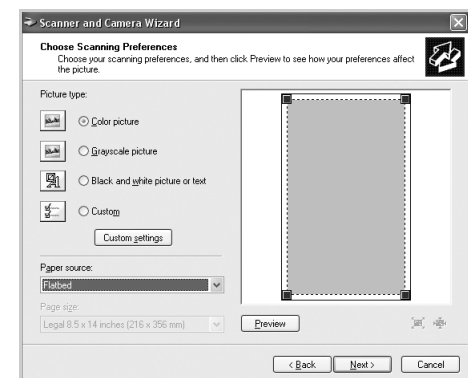 Scanner and Camera Wizard
Choose Scanning Preferences
Choose your scanning preferences, and then click Preview to see how your preferences affect
the picture.
Picture type:
Color picture
Grayscale picture
Black and white picture or text
Custom
Custom settings
Paper source:
Flatbed
Page size:
Legal 8.5 x 14 inches (216 x 356 mm)
Preview
< Back
Next >
Cancel